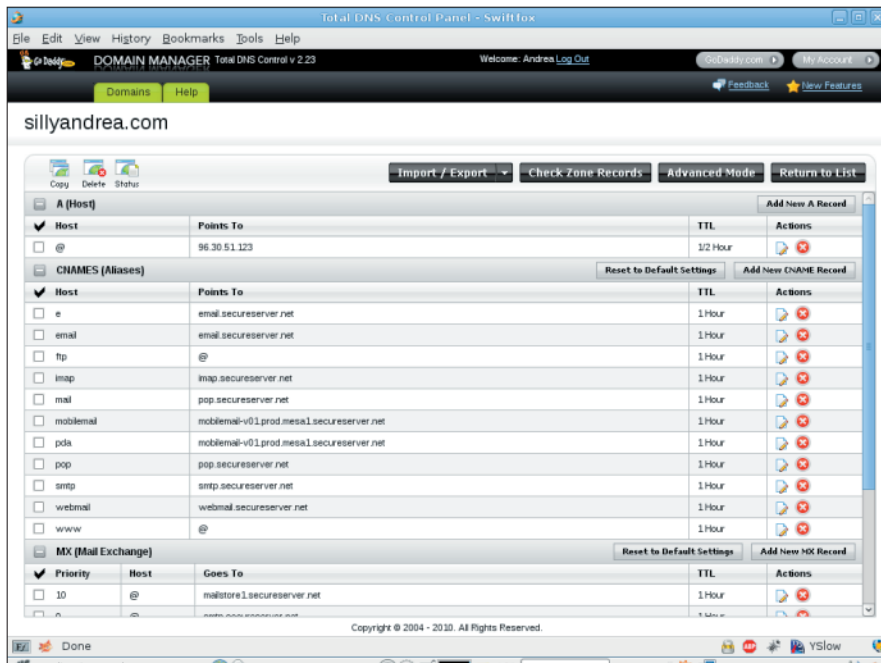 Total DNS Control Panel - Swiftfox
File Edit View History Bookmarks Tools Help
Go Daddy.com DOMAIN MANAGER Total DNS Control v 2.23 Welcome: Andrea Log Out GoDaddy.com My Account
Domains Help Feedback New Features
sillyandrea.com
Import / Export Check Zone Records Advanced Mode Return to List
Copy Delete Status
A (Host) Add New A Record
Host Points To TTL Actions
@ 96.30.51.123 1/2 Hour
CNAMES (Aliases) Reset to Default Settings Add New CNAME Record
Host Points To TTL Actions
e email.secureserver.net 1 Hour
email email.secureserver.net 1 Hour
ftp @ 1 Hour
imap imap.secureserver.net 1 Hour
mail pop.secureserver.net 1 Hour
mobilemail mobilemail-v01.prod.mesa1.secureserver.net 1 Hour
pda mobilemail-v01.prod.mesa1.secureserver.net 1 Hour
pop pop.secureserver.net 1 Hour
smtp smtp.secureserver.net 1 Hour
webmail webmail.secureserver.net 1 Hour
www @ 1 Hour
MX (Mail Exchange) Reset to Default Settings Add New MX Record
Priority Host Goes To TTL Actions
10 @ mailstore1.secureserver.net 1 Hour
Copyright © 2004 - 2010. All Rights Reserved.
Done YSlow